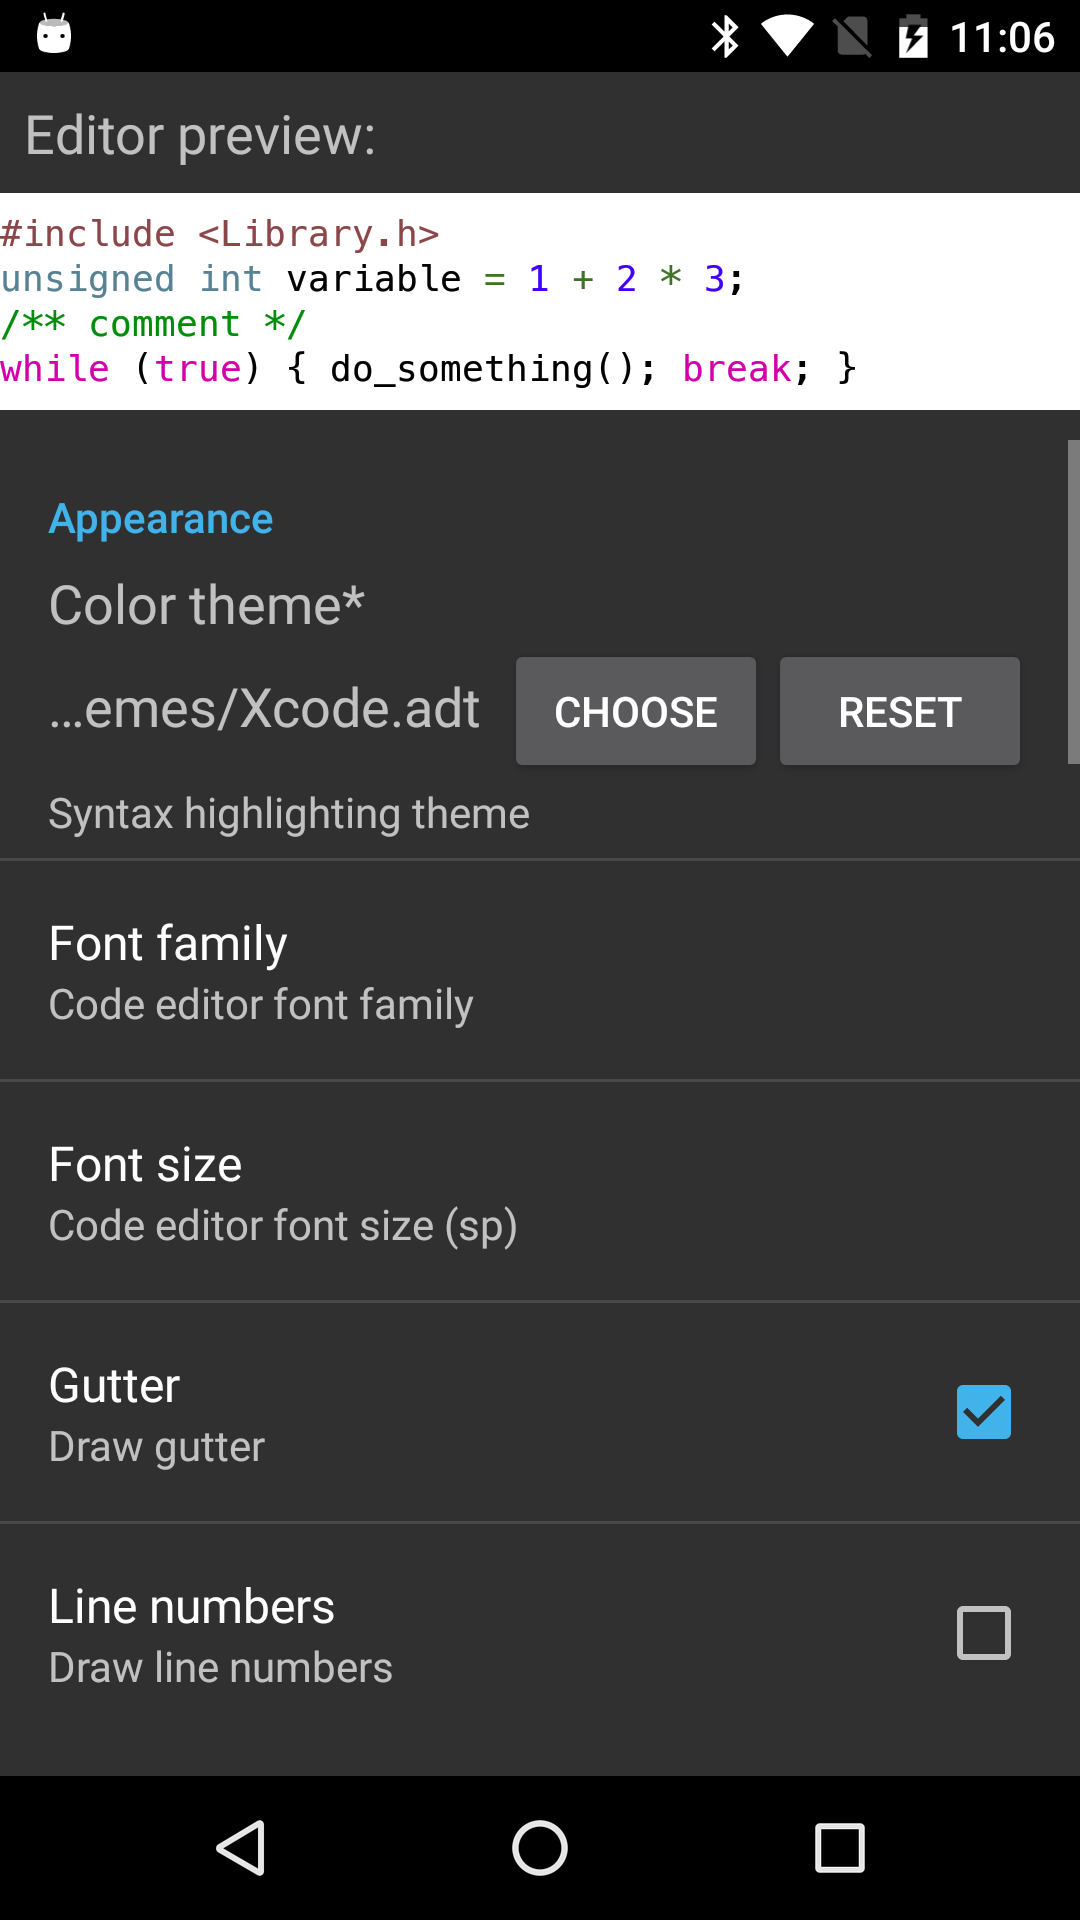 11:06
Editor preview:
#include <Library.h>
unsigned int variable = 1 + 2 * 3;
/** comment */
while (true) { do_something(); break; }
Appearance
Color theme*
…emes/Xcode.adt CHOOSE RESET
Syntax highlighting theme
Font family
Code editor font family
Font size
Code editor font size (sp)
Gutter
Draw gutter
Line numbers
Draw line numbers